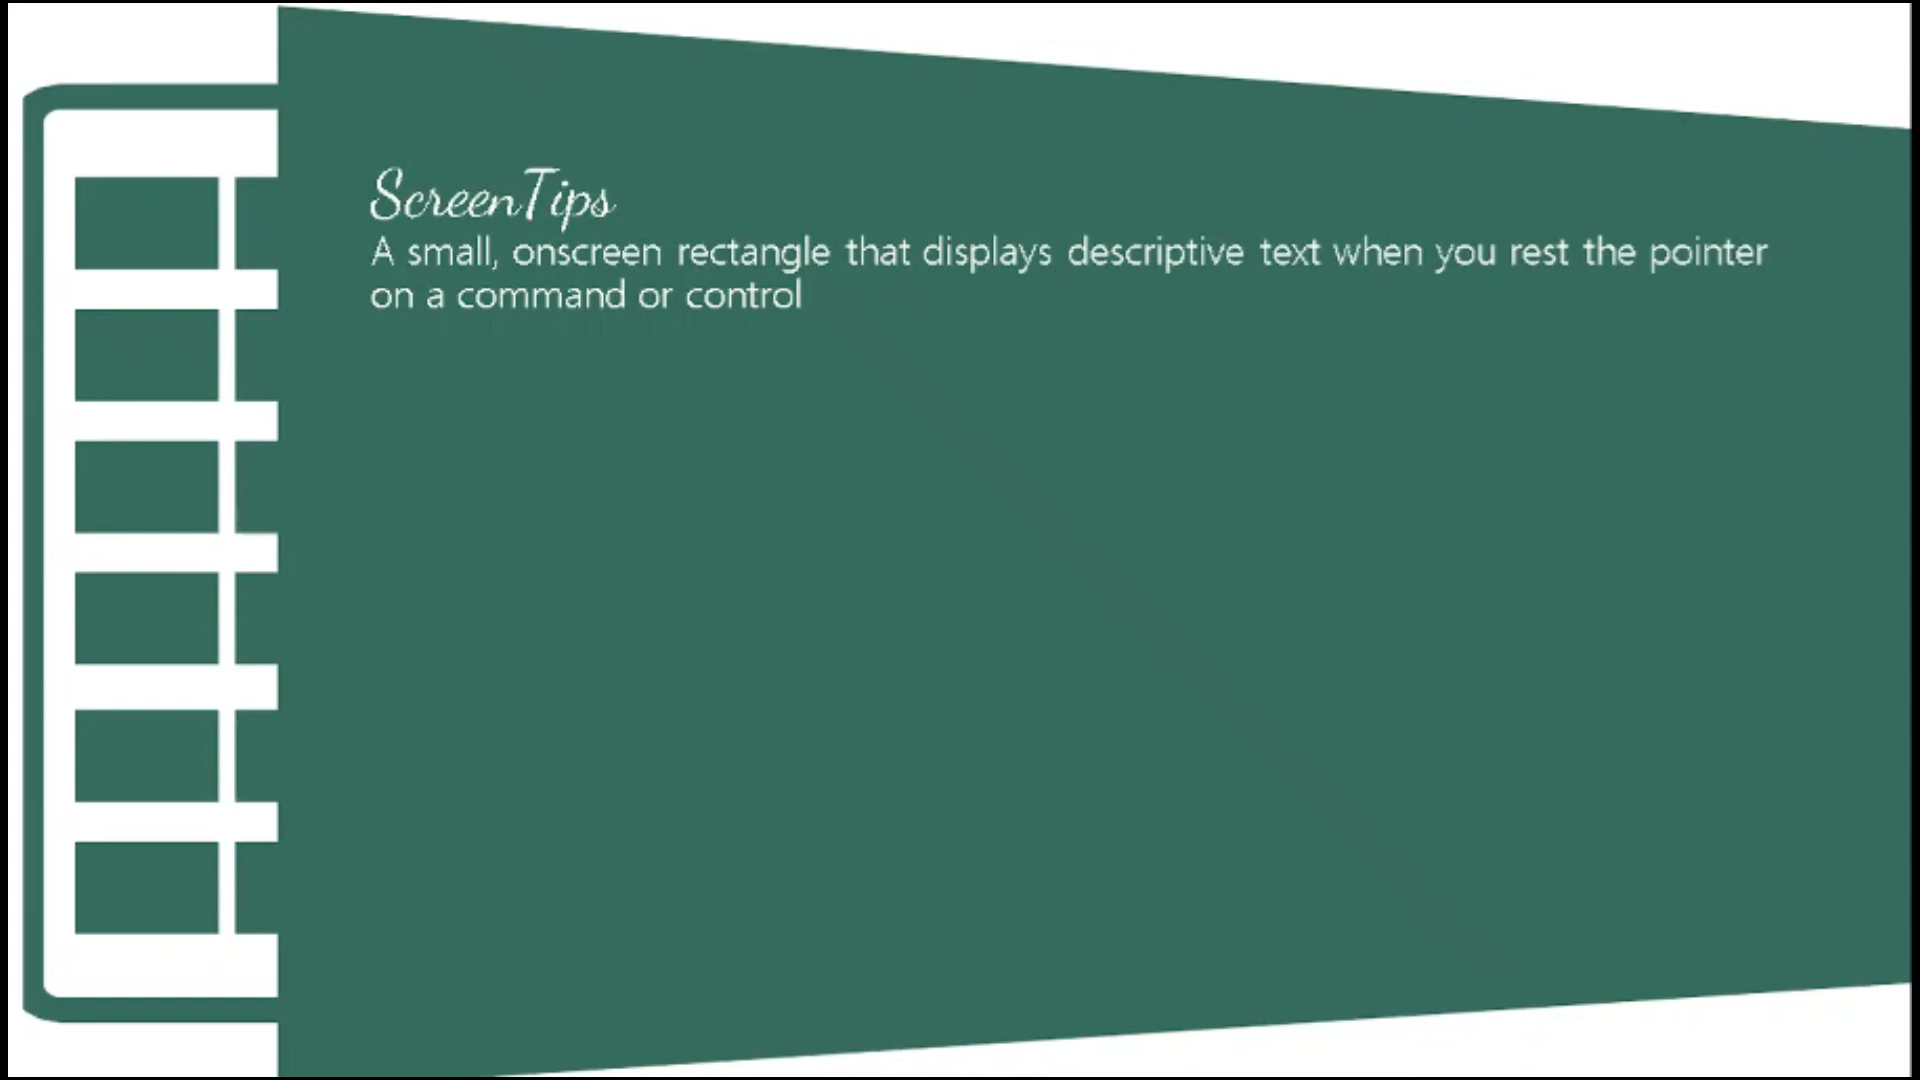 ScreenTips
A small, onscreen rectangle that displays descriptive text when you rest the pointer
on a command or control